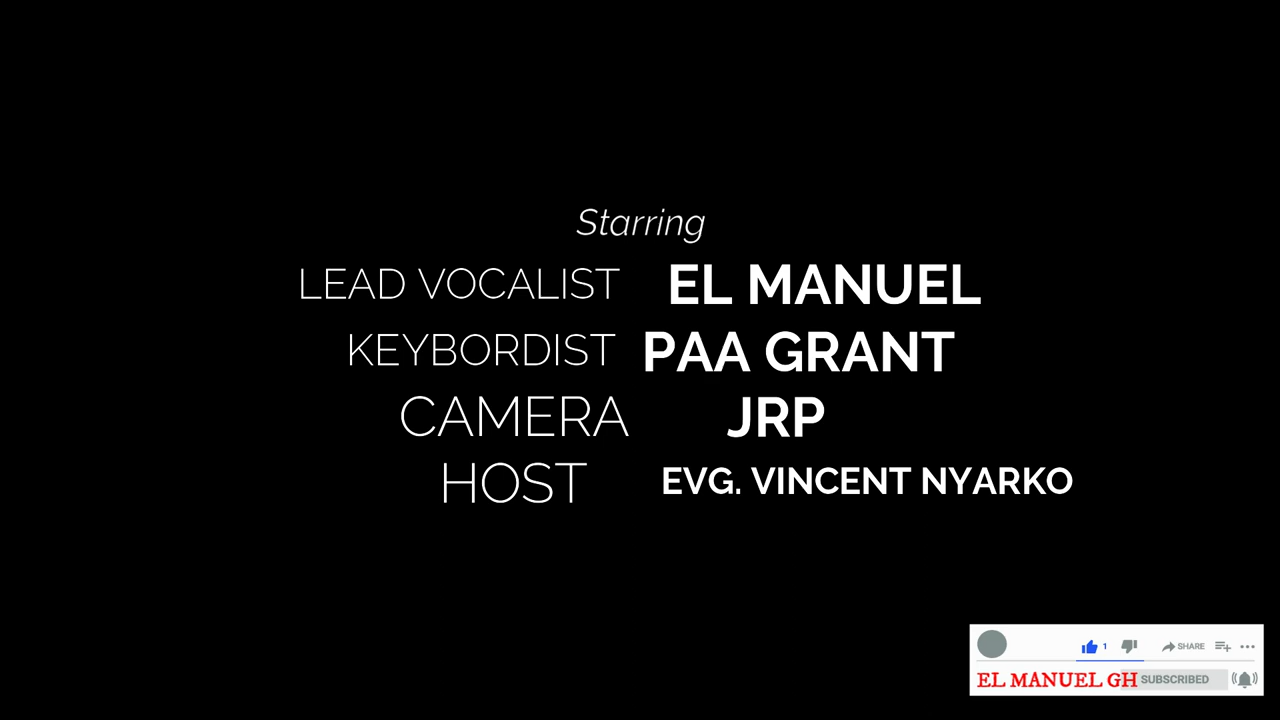 Starring
LEAD VOCALIST EL MANUEL
KEYBORDIST PAA GRANT
CAMERA JRP
HOST EVG. VINCENT NYARKO
1 SHARE
EL MANUEL GH SUBSCRIBED